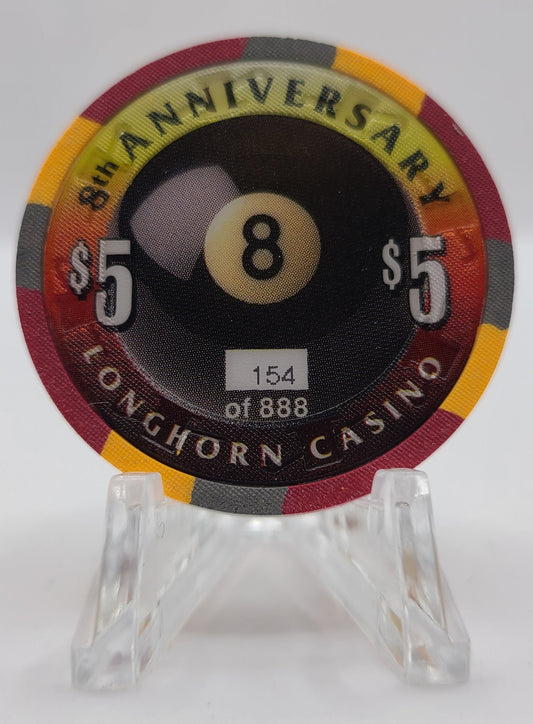 8th ANNIVERSARY
8
$5 $5
154
of 888
LONGHORN CASINO